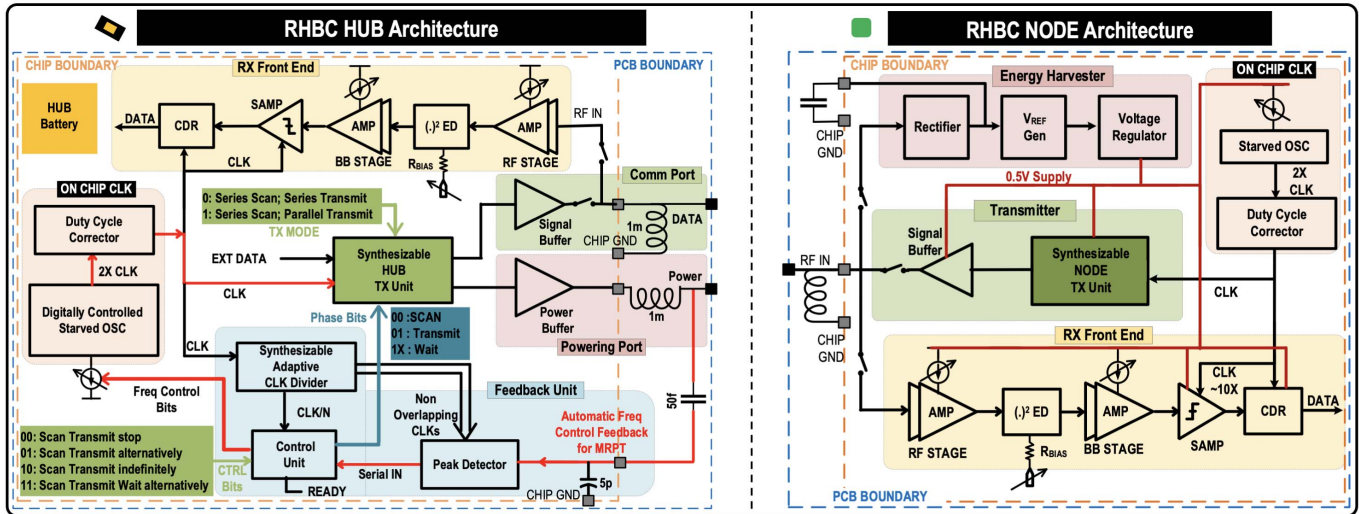 RHBC HUB Architecture
CHIP BOUNDARY
PCB BOUNDARY
RX Front End
HUB
Battery
DATA
CDR
SAMP
AMP
BB STAGE
(.)² ED
AMP
RF STAGE
RF IN
CLK
R_BIAS
ON CHIP CLK
Duty Cycle
Corrector
2X CLK
Digitally Controlled
Starved OSC
0: Series Scan; Series Transmit
1: Series Scan; Parallel Transmit
TX MODE
EXT DATA
CLK
Synthesizable
HUB
TX Unit
Comm Port
Signal
Buffer
DATA
1m
CHIP GND
Power
1m
Power
Buffer
Powering Port
Phase Bits
00 :SCAN
01 : Transmit
1X : Wait
CLK
Synthesizable
Adaptive
CLK Divider
Feedback Unit
Freq Control
Bits
CLK/N
Non
Overlapping
CLKs
Automatic Freq
Control Feedback
for MRPT
50f
00: Scan Transmit stop
01: Scan Transmit alternatively
10: Scan Transmit indefinitely
11: Scan Transmit Wait alternatively
CTRL
Bits
Control
Unit
READY
Serial IN
Peak Detector
5p
CHIP GND
RHBC NODE Architecture
CHIP BOUNDARY
Energy Harvester
ON CHIP CLK
CHIP
GND
Rectifier
V_REF
Gen
Voltage
Regulator
Starved OSC
2X
CLK
0.5V Supply
Duty Cycle
Corrector
Transmitter
Signal
Buffer
Synthesizable
NODE
TX Unit
RF IN
CLK
CHIP
GND
RX Front End
AMP
RF STAGE
(.)² ED
R_BIAS
AMP
BB STAGE
CLK
~10X
SAMP
CDR
DATA
PCB BOUNDARY